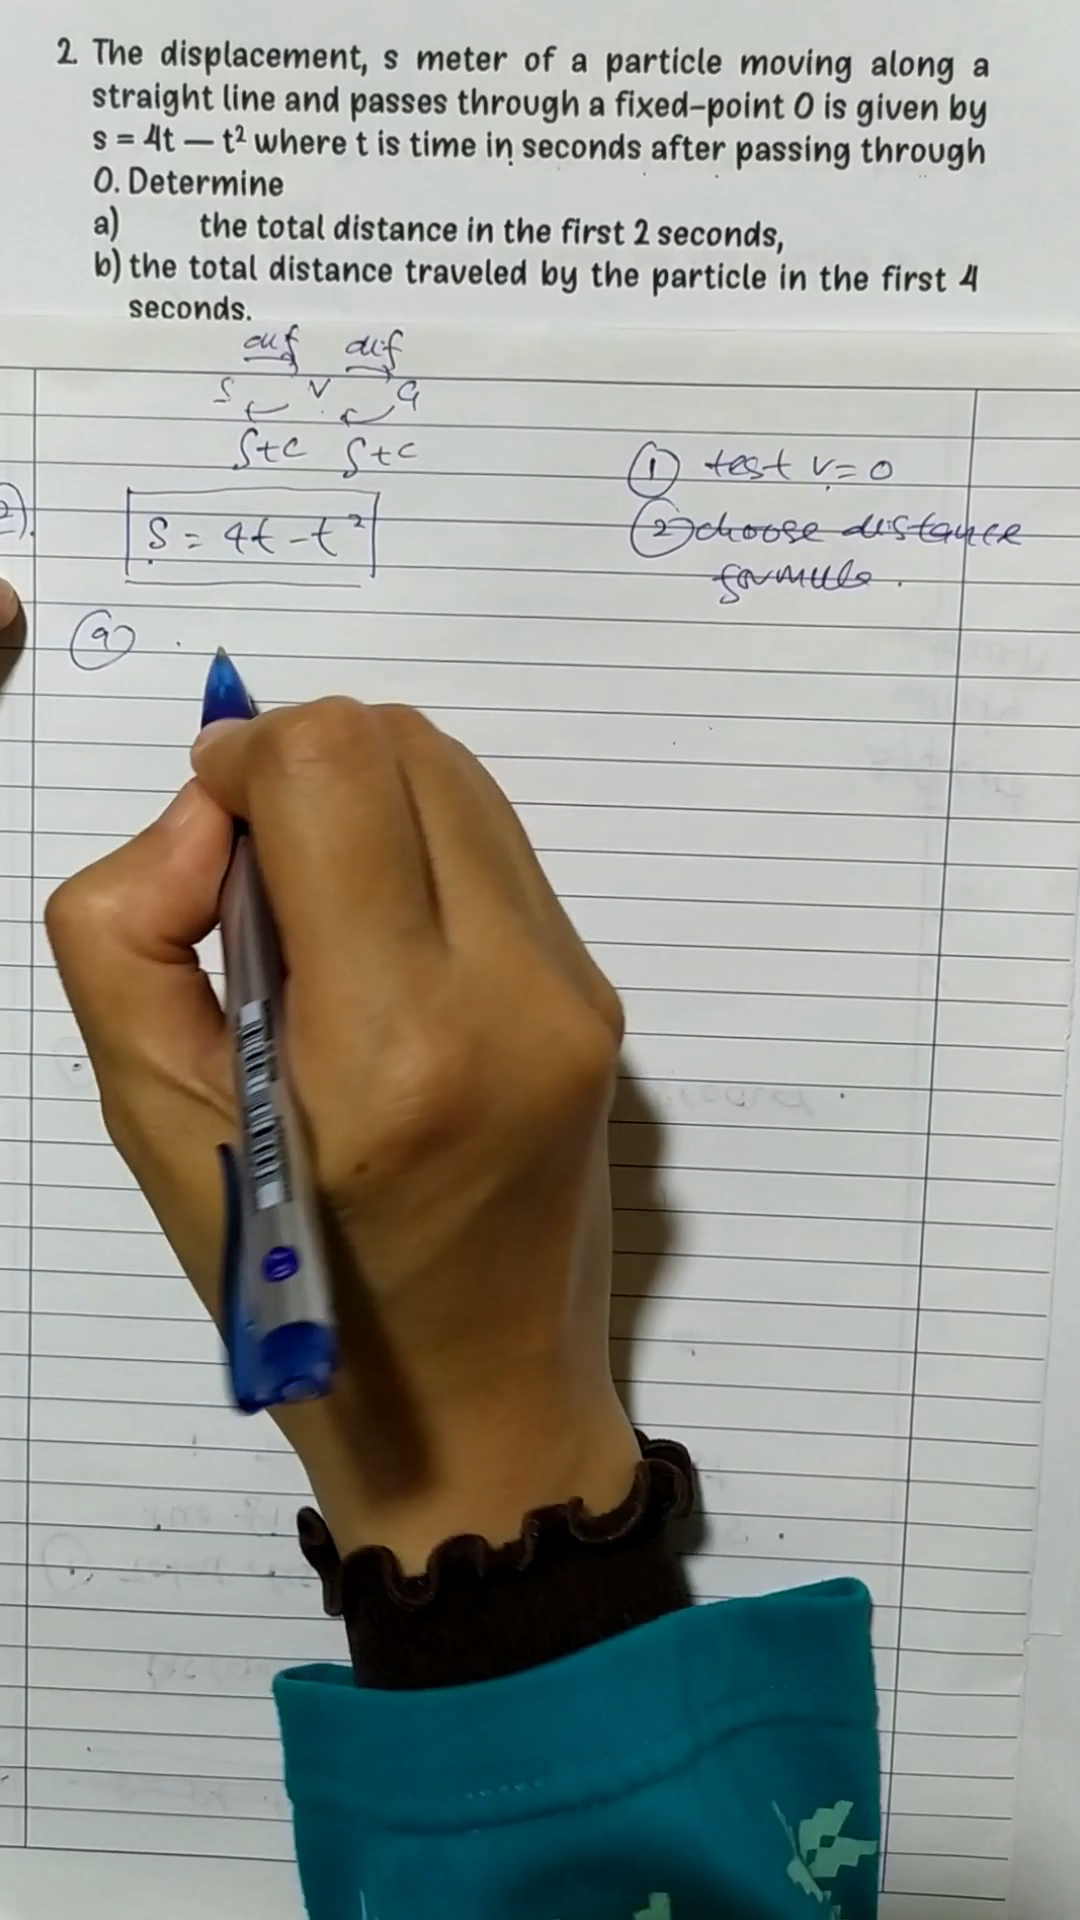 2. The displacement, s meter of a particle moving along a
straight line and passes through a fixed-point O is given by
s = 4t — t² where t is time in seconds after passing through
O. Determine
a) the total distance in the first 2 seconds,
b) the total distance traveled by the particle in the first 4
seconds.
dif dif
S V a
∫+c ∫+c
① test v = 0
2). S = 4t - t²
② choose distance
formula.
(a)